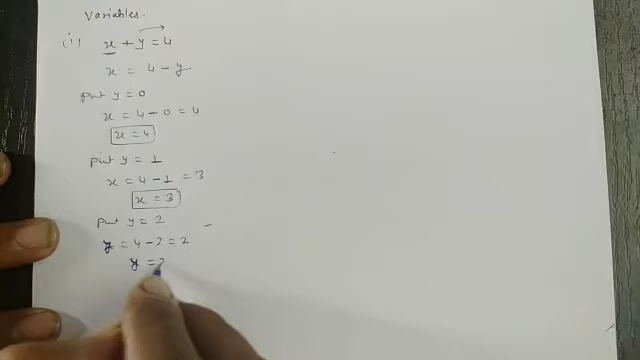 Variables.
(i) x + y = 4
x = 4 - y
put y = 0
x = 4 - 0 = 4
x = 4
put y = 1
x = 4 - 1 = 3
x = 3
put y = 2
y = 4 - 2 = 2
y = 2